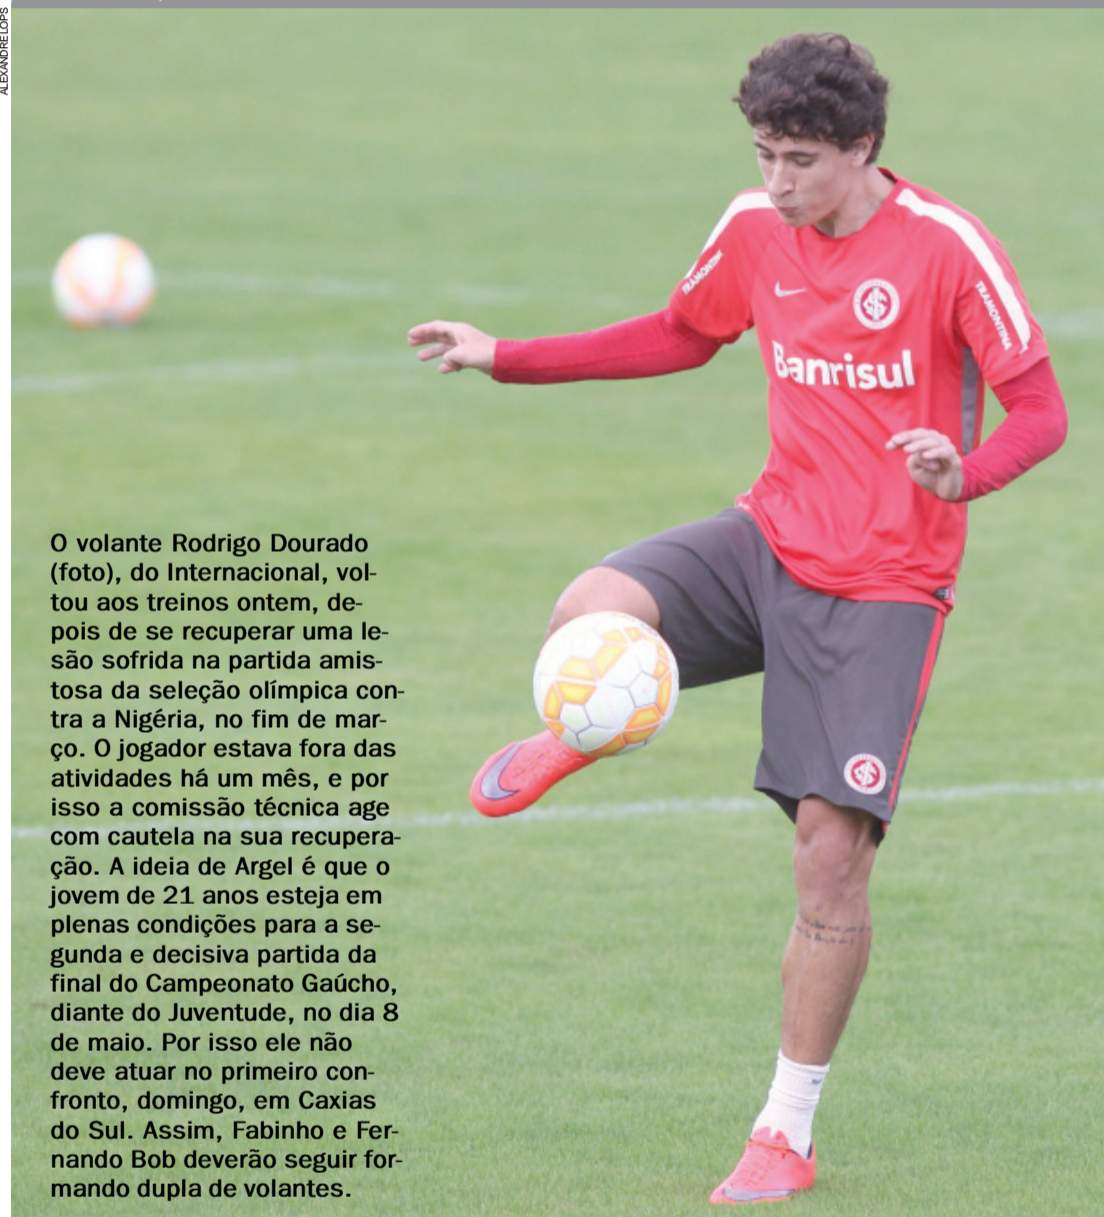 ALEXANDRE LOPS
TRAMONTINA
TRAMONTINA
Banrisul
O volante Rodrigo Dourado
(foto), do Internacional, vol-
tou aos treinos ontem, de-
pois de se recuperar uma le-
são sofrida na partida amis-
tosa da seleção olímpica con-
tra a Nigéria, no fim de mar-
ço. O jogador estava fora das
atividades há um mês, e por
isso a comissão técnica age
com cautela na sua recupera-
ção. A ideia de Argel é que o
jovem de 21 anos esteja em
plenas condições para a se-
gunda e decisiva partida da
final do Campeonato Gaúcho,
diante do Juventude, no dia 8
de maio. Por isso ele não
deve atuar no primeiro con-
fronto, domingo, em Caxias
do Sul. Assim, Fabinho e Fer-
nando Bob deverão seguir for-
mando dupla de volantes.